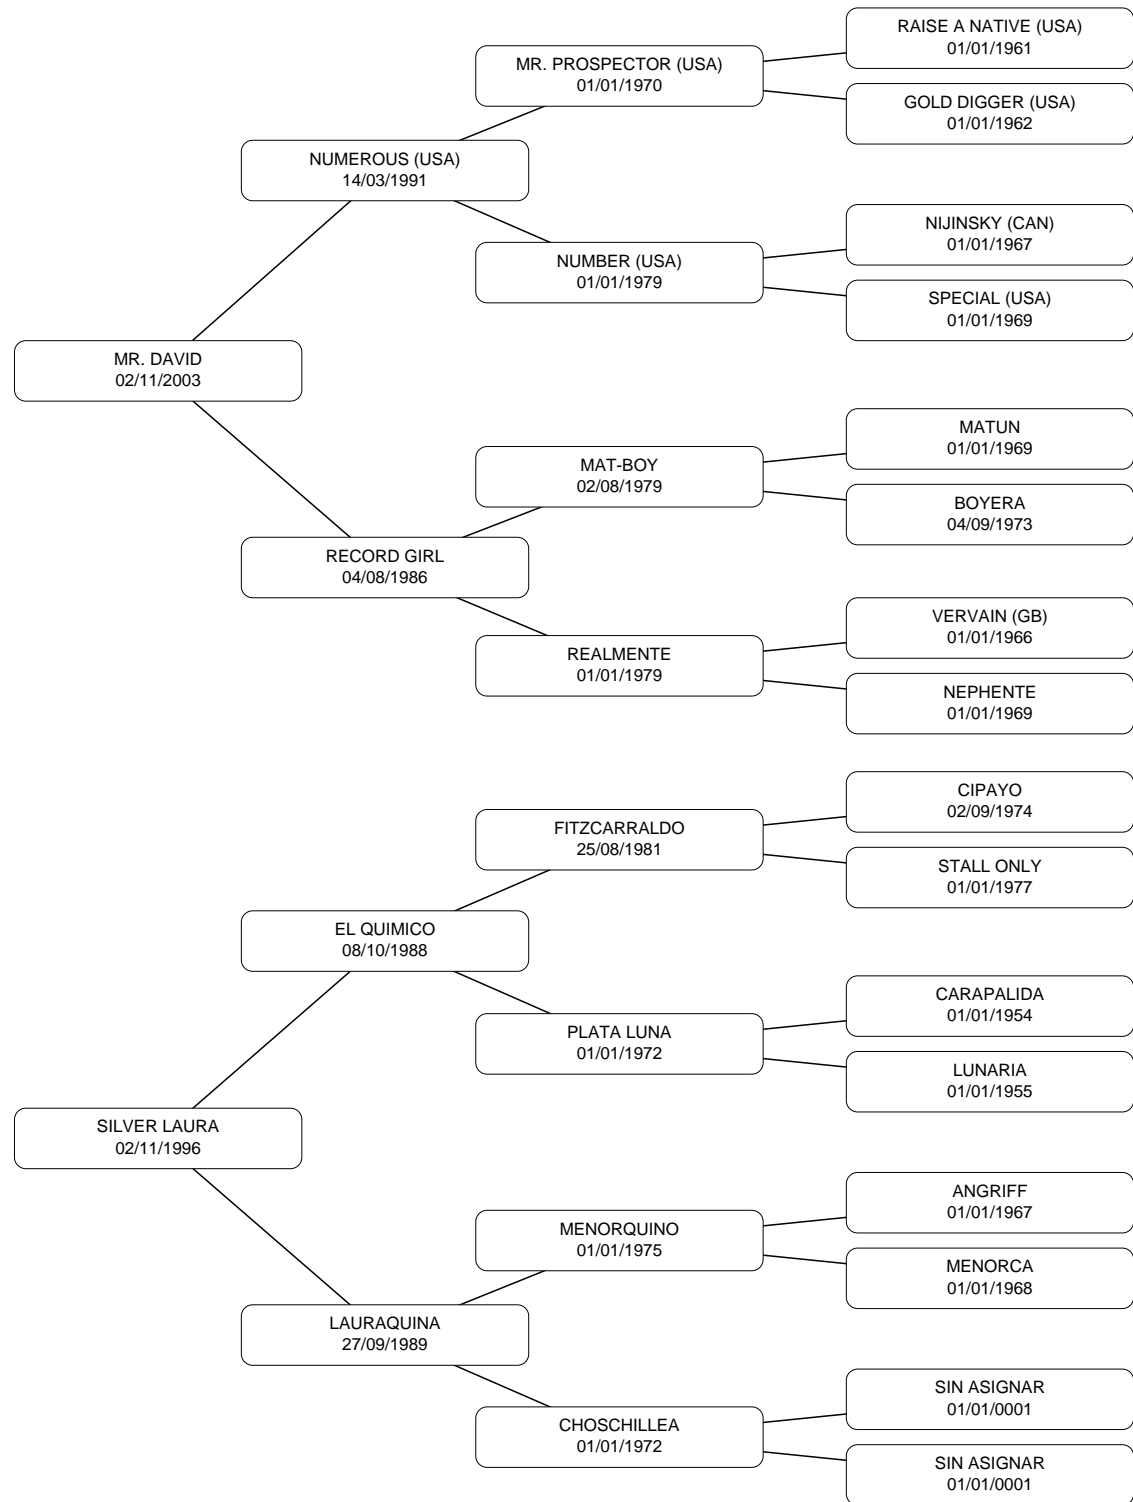 RAISE A NATIVE (USA)
01/01/1961
MR. PROSPECTOR (USA)
01/01/1970
GOLD DIGGER (USA)
01/01/1962
NUMEROUS (USA)
14/03/1991
NIJINSKY (CAN)
01/01/1967
NUMBER (USA)
01/01/1979
SPECIAL (USA)
01/01/1969
MR. DAVID
02/11/2003
MATUN
01/01/1969
MAT-BOY
02/08/1979
BOYERA
04/09/1973
RECORD GIRL
04/08/1986
VERVAIN (GB)
01/01/1966
REALMENTE
01/01/1979
NEPHENTE
01/01/1969
CIPAYO
02/09/1974
FITZCARRALDO
25/08/1981
STALL ONLY
01/01/1977
EL QUIMICO
08/10/1988
CARAPALIDA
01/01/1954
PLATA LUNA
01/01/1972
LUNARIA
01/01/1955
SILVER LAURA
02/11/1996
ANGRIFF
01/01/1967
MENORQUINO
01/01/1975
MENORCA
01/01/1968
LAURAQUINA
27/09/1989
SIN ASIGNAR
01/01/0001
CHOSCHILLEA
01/01/1972
SIN ASIGNAR
01/01/0001